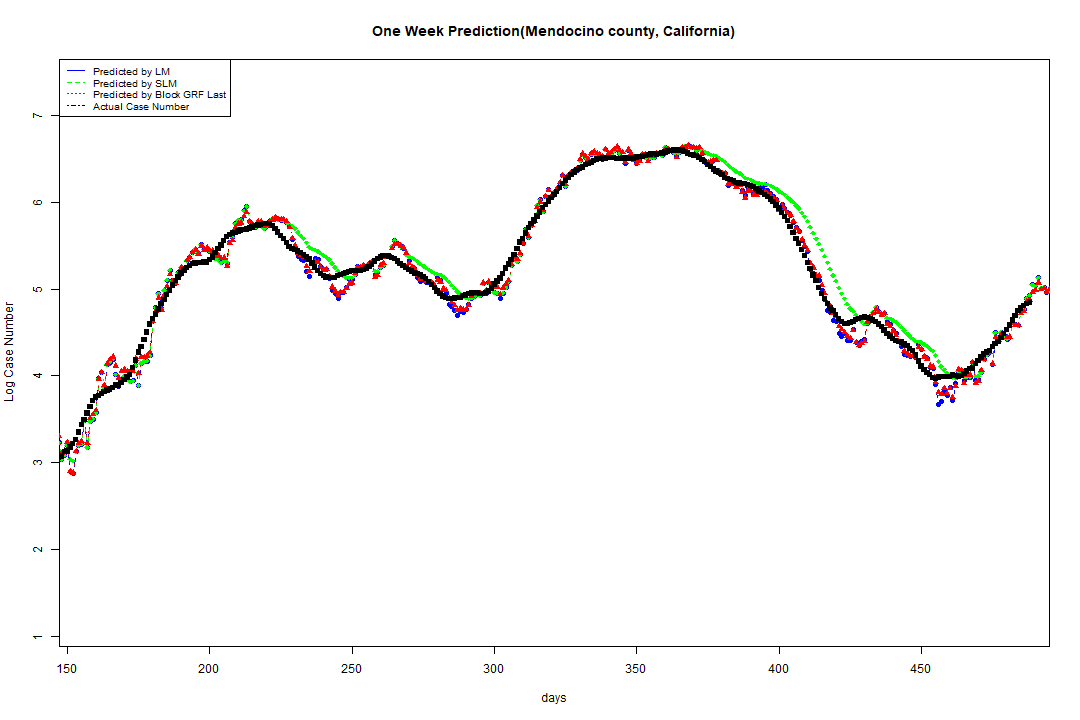 One Week Prediction(Mendocino county, California)
Predicted by LM
Predicted by SLM
Predicted by Block GRF Last
Actual Case Number
7
6
5
4
3
2
1
Log Case Number
150 200 250 300 350 400 450
days